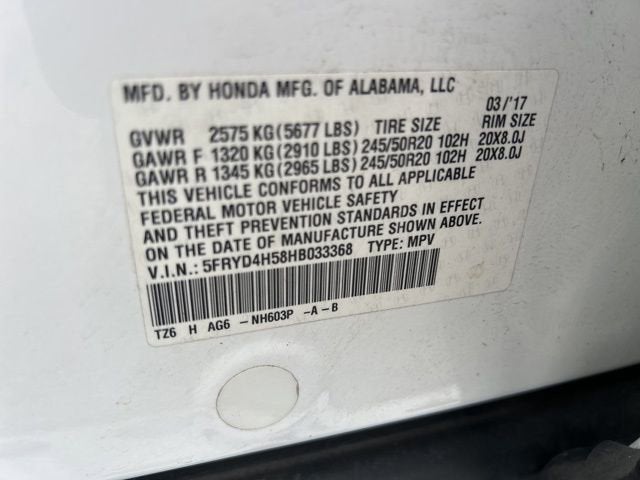 MFD. BY HONDA MFG. OF ALABAMA, LLC
03/'17
GVWR 2575 KG(5677 LBS) TIRE SIZE RIM SIZE
GAWR F 1320 KG(2910 LBS) 245/50R20 102H 20X8.0J
GAWR R 1345 KG(2965 LBS) 245/50R20 102H 20X8.0J
THIS VEHICLE CONFORMS TO ALL APPLICABLE
FEDERAL MOTOR VEHICLE SAFETY
AND THEFT PREVENTION STANDARDS IN EFFECT
ON THE DATE OF MANUFACTURE SHOWN ABOVE.
V.I.N.: 5FRYD4H58HB033368 TYPE: MPV
TZ6 H AG6 -NH603P -A-B